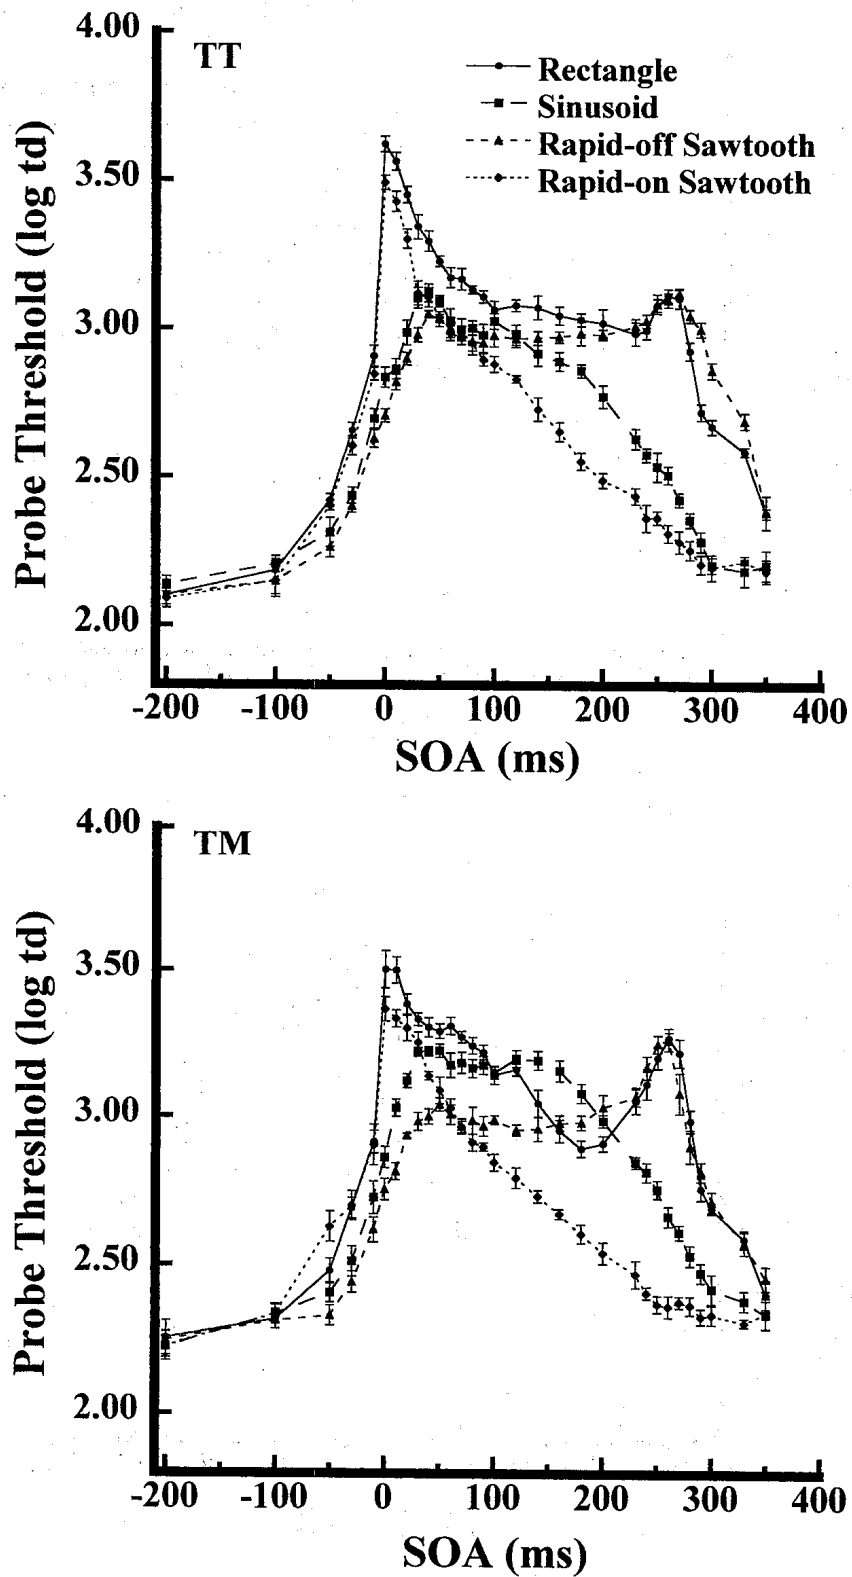 4.00
TT
Rectangle
Sinusoid
Rapid-off Sawtooth
Rapid-on Sawtooth
3.50
3.00
2.50
2.00
Probe Threshold (log td)
-200 -100 0 100 200 300 400
SOA (ms)
4.00
TM
3.50
3.00
2.50
2.00
Probe Threshold (log td)
-200 -100 0 100 200 300 400
SOA (ms)